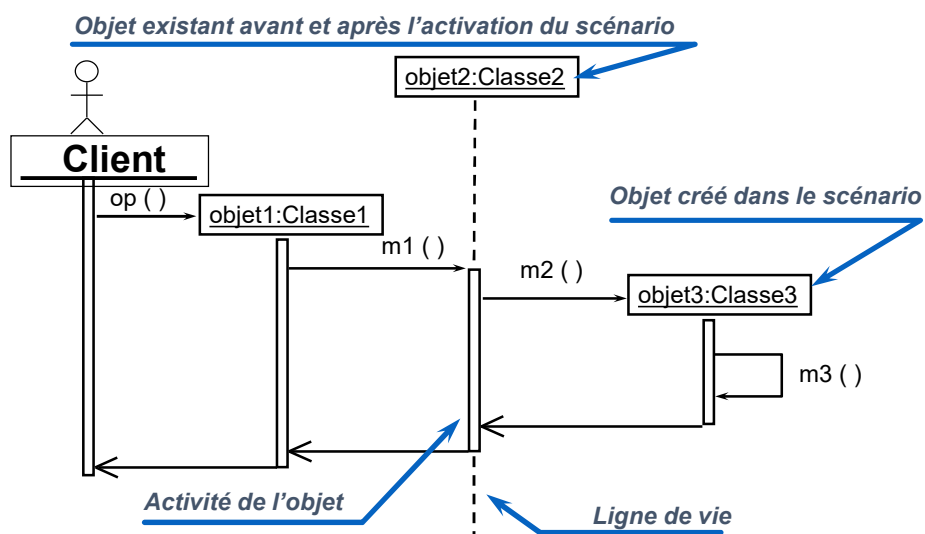 Objet existant avant et après l’activation du scénario
objet2:Classe2
Client
op ( )
objet1:Classe1
Objet créé dans le scénario
m1 ( )
m2 ( )
objet3:Classe3
m3 ( )
Activité de l’objet
Ligne de vie